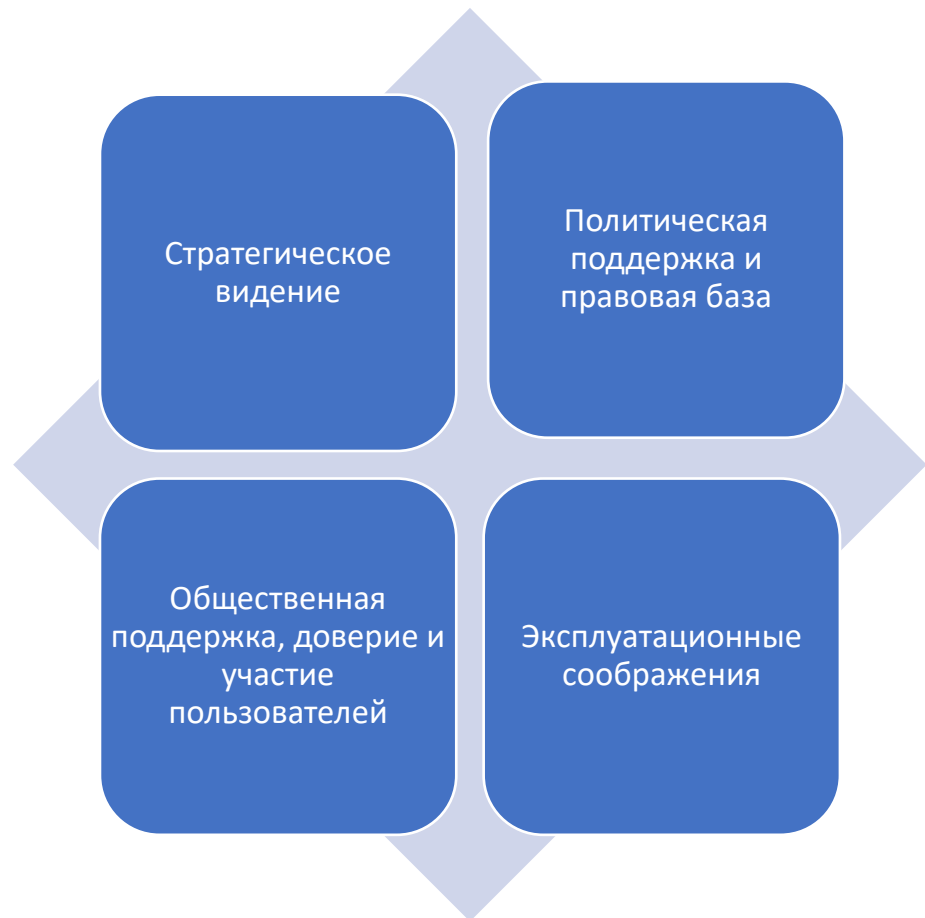 Стратегическое
видение
Политическая
поддержка и
правовая база
Общественная
поддержка, доверие и
участие
пользователей
Эксплуатационные
соображения